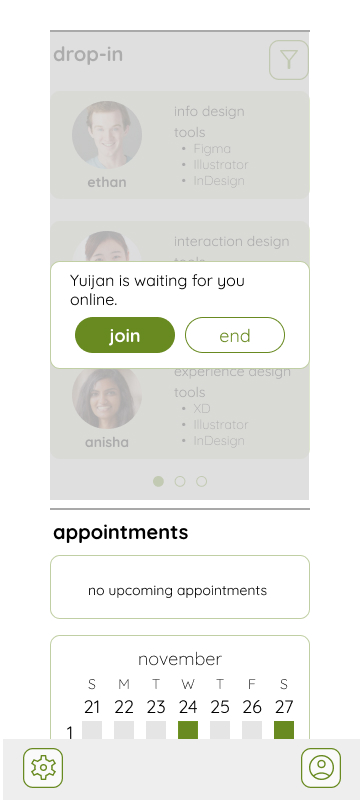 drop-in
info design
tools
• Figma
• Illustrator
• InDesign
ethan
interaction design
tools
Yuijan is waiting for you
online.
join
end
experience design
tools
• XD
• Illustrator
• InDesign
anisha
appointments
no upcoming appointments
november
S M T W T F S
21 22 23 24 25 26 27
1